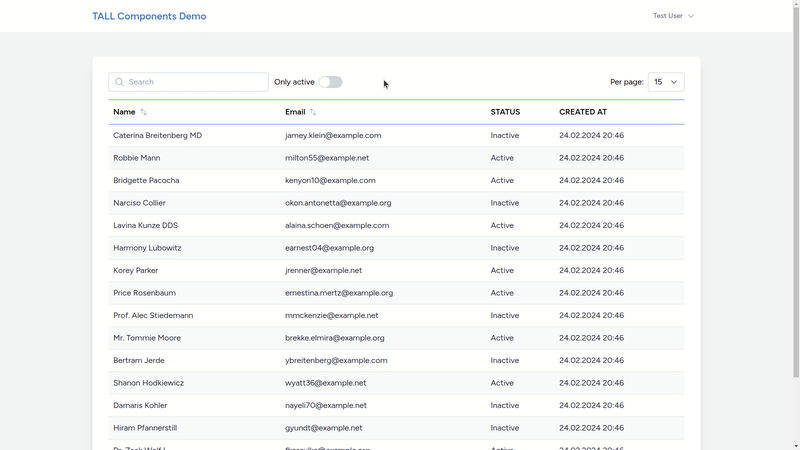 TALL Components Demo
Test User
Search
Only active
Per page: 15
Name Email STATUS CREATED AT
Caterina Breitenberg MD jamey.klein@example.com Inactive 24.02.2024 20:46
Robbie Mann milton55@example.net Active 24.02.2024 20:46
Bridgette Pacocha kenyon10@example.com Active 24.02.2024 20:46
Narciso Collier okon.antonetta@example.org Inactive 24.02.2024 20:46
Lavina Kunze DDS alaina.schoen@example.com Active 24.02.2024 20:46
Harmony Lubowitz earnest04@example.org Inactive 24.02.2024 20:46
Korey Parker jrenner@example.net Active 24.02.2024 20:46
Price Rosenbaum ernestina.mertz@example.org Active 24.02.2024 20:46
Prof. Alec Stiedemann mmckenzie@example.net Inactive 24.02.2024 20:46
Mr. Tommie Moore brekke.elmira@example.org Active 24.02.2024 20:46
Bertram Jerde ybreitenberg@example.com Inactive 24.02.2024 20:46
Shanon Hodkiewicz wyatt36@example.net Active 24.02.2024 20:46
Damaris Kohler nayeli70@example.net Inactive 24.02.2024 20:46
Hiram Pfannerstill gyundt@example.net Inactive 24.02.2024 20:46